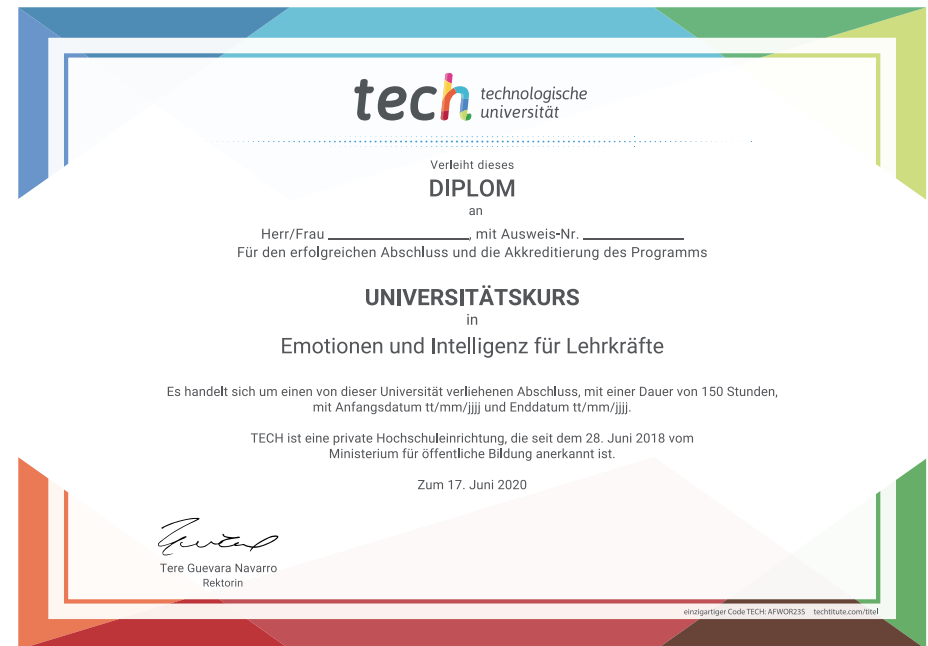 tech technologische
universität
Verleiht dieses
DIPLOM
an
Herr/Frau ____________, mit Ausweis-Nr. ____________
Für den erfolgreichen Abschluss und die Akkreditierung des Programms
UNIVERSITÄTSKURS
in
Emotionen und Intelligenz für Lehrkräfte
Es handelt sich um einen von dieser Universität verliehenen Abschluss, mit einer Dauer von 150 Stunden,
mit Anfangsdatum tt/mm/jjjj und Enddatum tt/mm/jjjj.
TECH ist eine private Hochschuleinrichtung, die seit dem 28. Juni 2018 vom
Ministerium für öffentliche Bildung anerkannt ist.
Zum 17. Juni 2020
Tere Guevara Navarro
Rektorin
einzigartiger Code TECH: AFWOR23S techtitute.com/titel